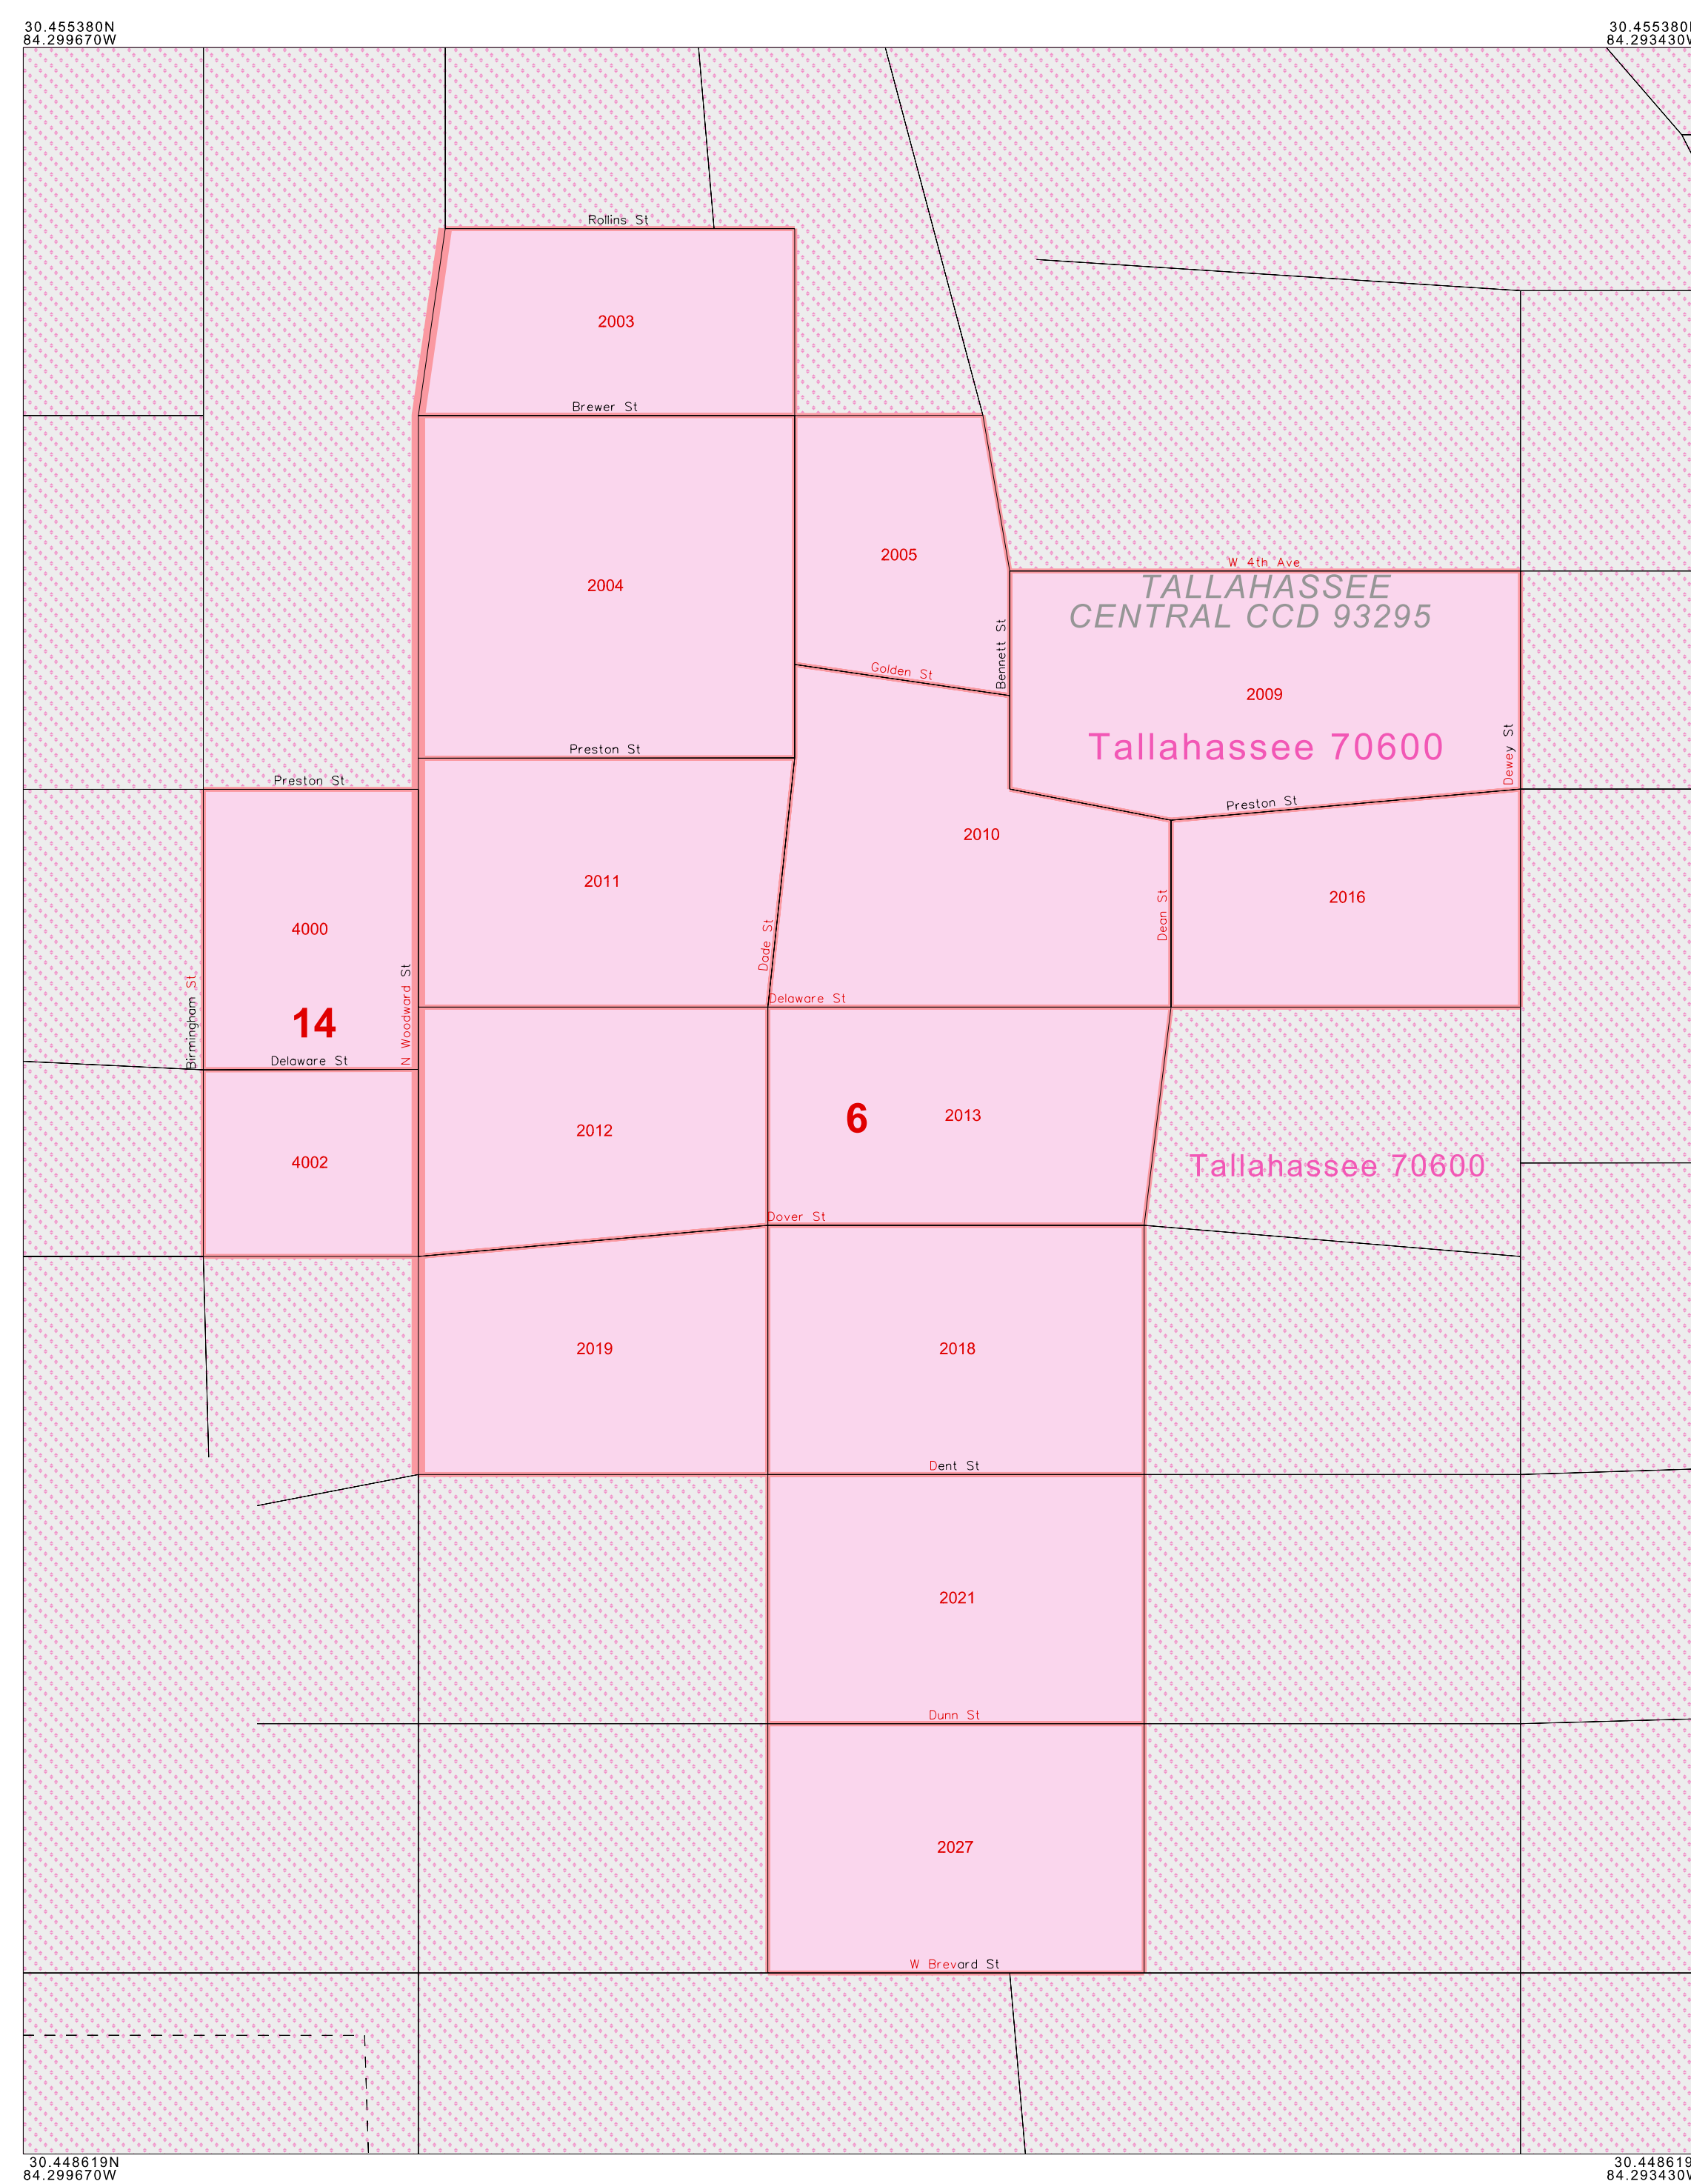 30.455380N
84.299670W
30.455380N
84.293430W
Rollins St
2003
Brewer St
2005
W 4th Ave
TALLAHASSEE
CENTRAL CCD 93295
2004
Bennett St
Golden St
2009
Tallahassee 70600
Dewey St
Preston St
Preston St
Preston St
2010
2011
2016
Dean St
4000
Dade St
Delaware St
14
Birmingham St
N Woodward St
Delaware St
6
2013
2012
4002
Tallahassee 70600
Dover St
2019
2018
Dent St
2021
Dunn St
2027
W Brevard St
30.448619N
84.299670W
30.448619
84.293430W